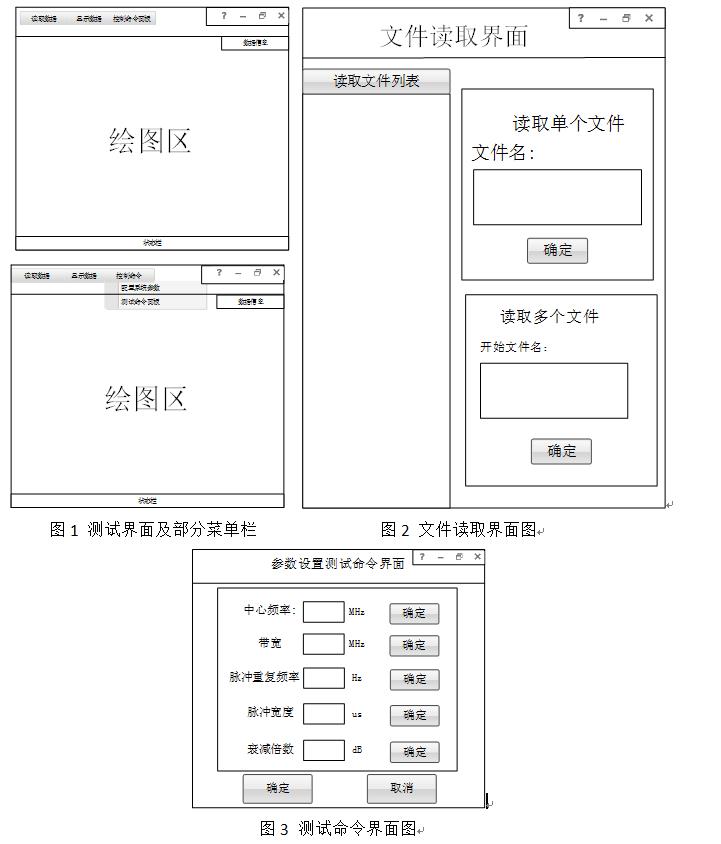 读取数据 显示数据 控制命令面板
数据信息
绘图区
状态栏
读取数据 显示数据 控制命令
配置系统参数
测试命令面板
数据信息
绘图区
状态栏
图 1 测试界面及部分菜单栏
文件读取界面
读取文件列表
读取单个文件
文件名：
确定
读取多个文件
开始文件名：
确定
图 2 文件读取界面图
参数设置测试命令界面
中心频率： MHz 确定
带宽 MHz 确定
脉冲重复频率 Hz 确定
脉冲宽度 us 确定
衰减倍数 dB 确定
确定 取消
图 3 测试命令界面图